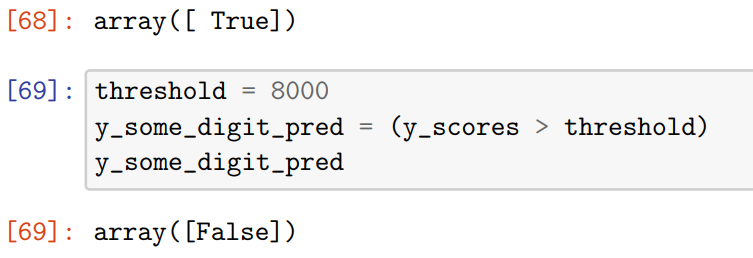 [68]: array([ True])
[69]: threshold = 8000
y_some_digit_pred = (y_scores > threshold)
y_some_digit_pred
[69]: array([False])